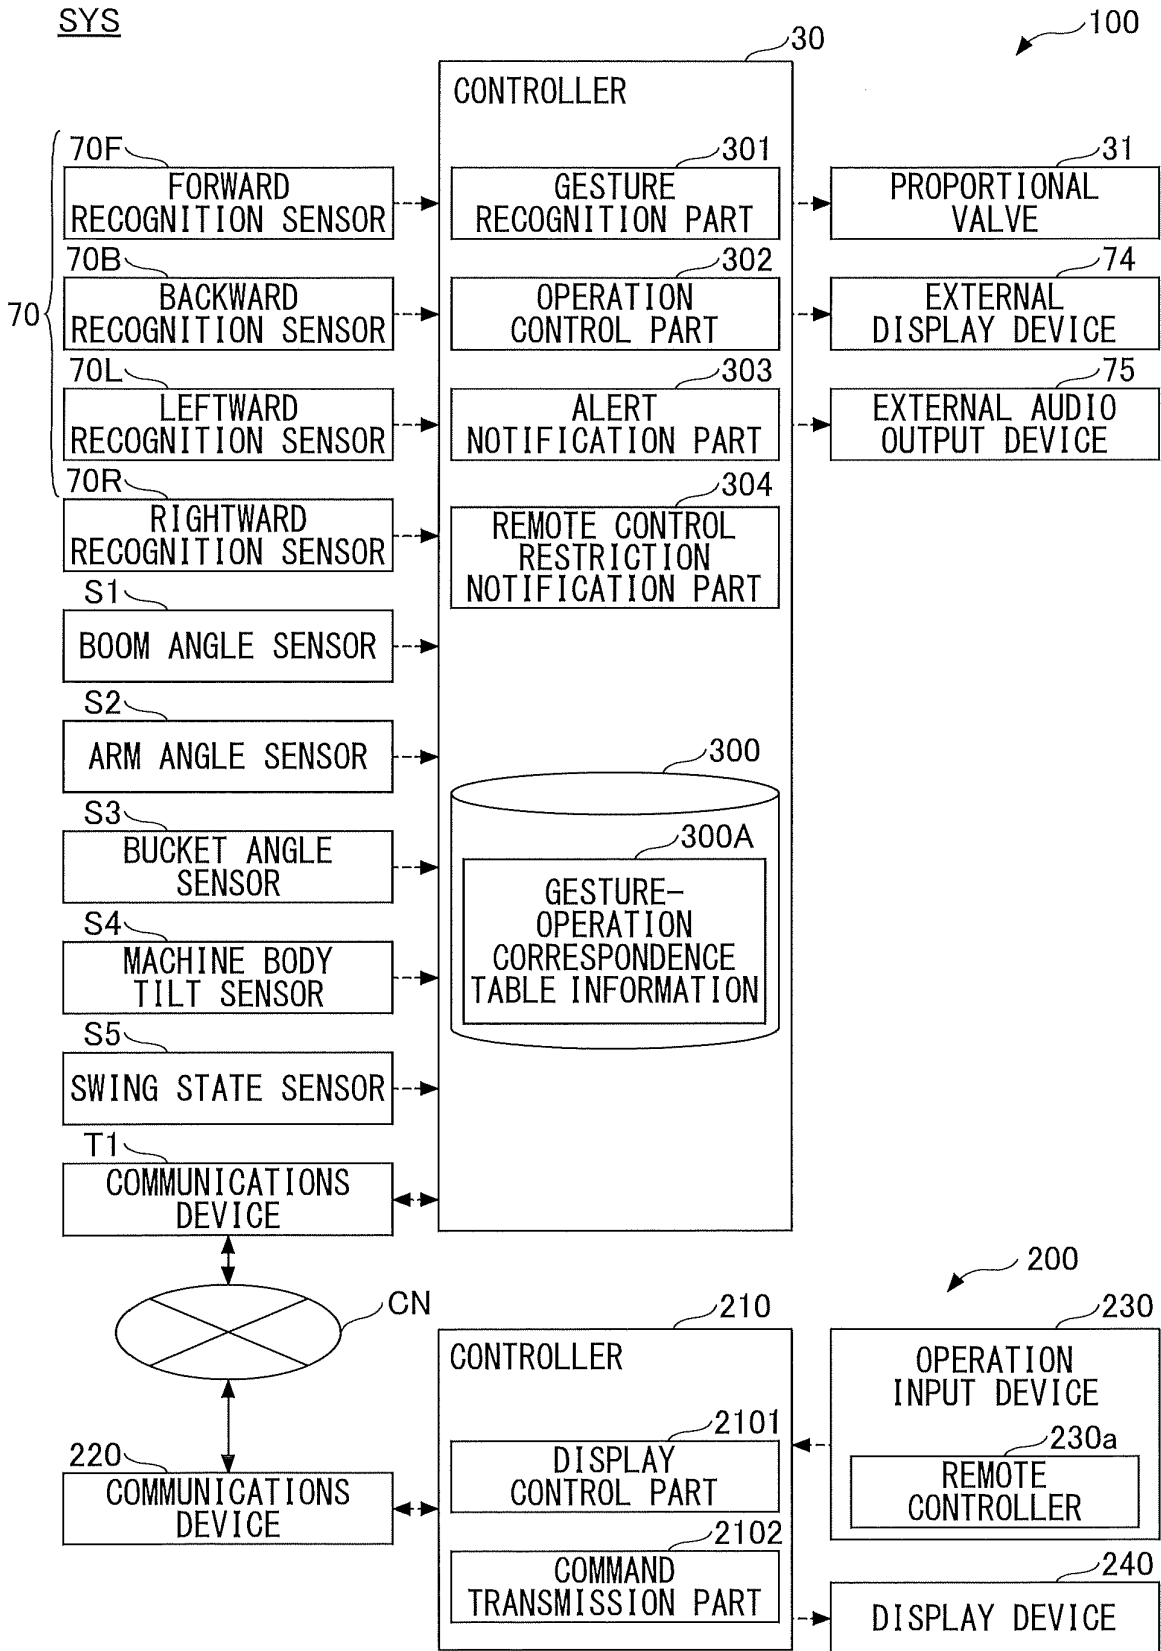 SYS
100
30
CONTROLLER
70
70F
FORWARD
RECOGNITION SENSOR
70B
BACKWARD
RECOGNITION SENSOR
70L
LEFTWARD
RECOGNITION SENSOR
70R
RIGHTWARD
RECOGNITION SENSOR
S1
BOOM ANGLE SENSOR
S2
ARM ANGLE SENSOR
S3
BUCKET ANGLE
SENSOR
S4
MACHINE BODY
TILT SENSOR
S5
SWING STATE SENSOR
T1
COMMUNICATIONS
DEVICE
301
GESTURE
RECOGNITION PART
302
OPERATION
CONTROL PART
303
ALERT
NOTIFICATION PART
304
REMOTE CONTROL
RESTRICTION
NOTIFICATION PART
300
300A
GESTURE-
OPERATION
CORRESPONDENCE
TABLE INFORMATION
31
PROPORTIONAL
VALVE
74
EXTERNAL
DISPLAY DEVICE
75
EXTERNAL AUDIO
OUTPUT DEVICE
CN
200
220
COMMUNICATIONS
DEVICE
210
CONTROLLER
2101
DISPLAY
CONTROL PART
2102
COMMAND
TRANSMISSION PART
230
OPERATION
INPUT DEVICE
230a
REMOTE
CONTROLLER
240
DISPLAY DEVICE